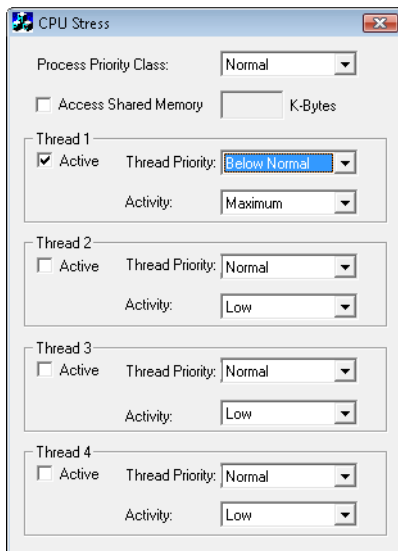 CPU Stress
Process Priority Class: Normal
Access Shared Memory K-Bytes
Thread 1
Active Thread Priority: Below Normal
Activity: Maximum
Thread 2
Active Thread Priority: Normal
Activity: Low
Thread 3
Active Thread Priority: Normal
Activity: Low
Thread 4
Active Thread Priority: Normal
Activity: Low